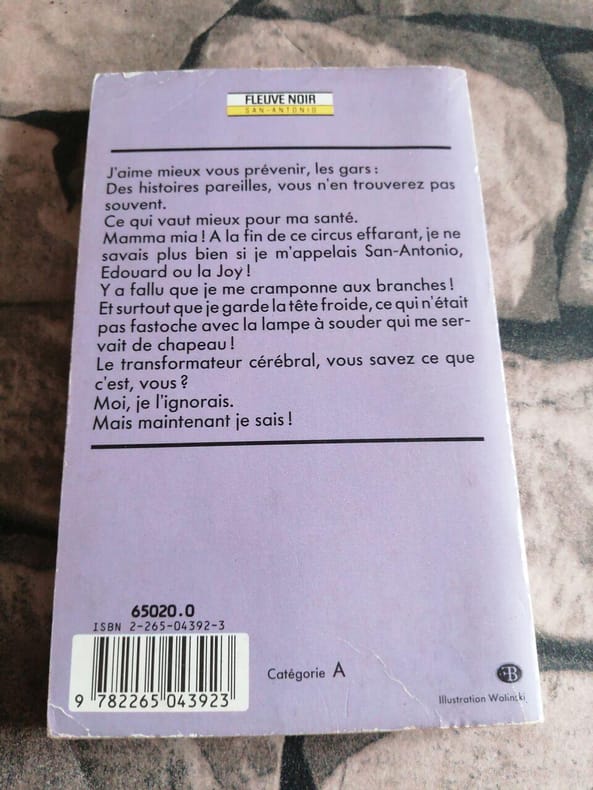 FLEUVE NOIR
SAN-ANTONIO
J'aime mieux vous prévenir, les gars :
Des histoires pareilles, vous n'en trouverez pas
souvent.
Ce qui vaut mieux pour ma santé.
Mamma mia ! A la fin de ce circus effarant, je ne
savais plus bien si je m'appelais San-Antonio,
Edouard ou la Joy !
Y a fallu que je me cramponne aux branches !
Et surtout que je garde la tête froide, ce qui n'était
pas fastoche avec la lampe à souder qui me ser-
vait de chapeau !
Le transformateur cérébral, vous savez ce que
c'est, vous ?
Moi, je l'ignorais.
Mais maintenant je sais !
65020.0
ISBN 2-265-04392-3
9 782265 043923
Catégorie A
B
Illustration Wolinski